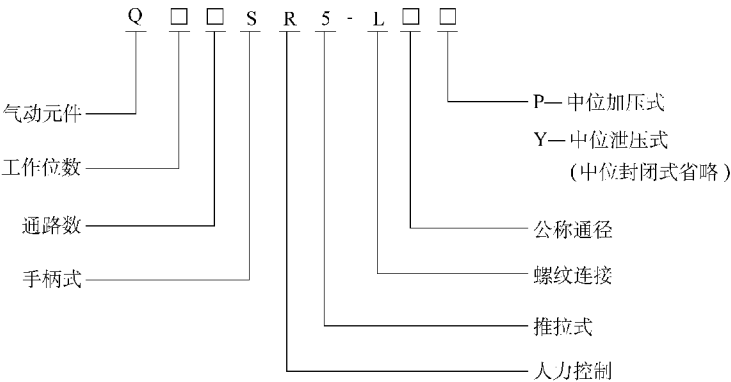 Q□□SR5-L□□
气动元件
工作位数
通路数
手柄式
P—中位加压式
Y—中位泄压式
(中位封闭式省略)
公称通径
螺纹连接
推拉式
人力控制